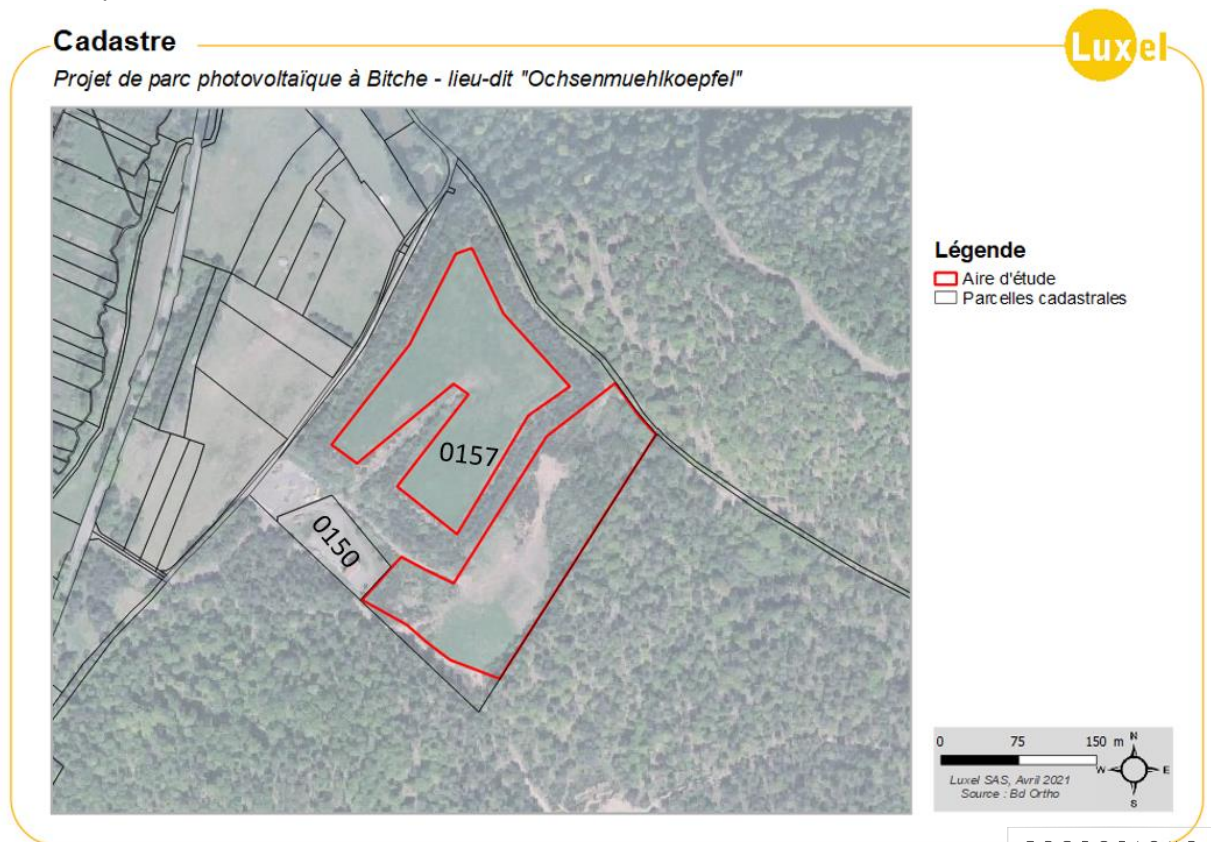 Cadastre
Luxel
Projet de parc photovoltaïque à Bitche - lieu-dit "Ochsenmuehlkoepfel"
Légende
Aire d'étude
Parcelles cadastrales
0157
0150
0 75 150 m
N
W E
S
Luxel SAS, Avril 2021
Source : Bd Ortho